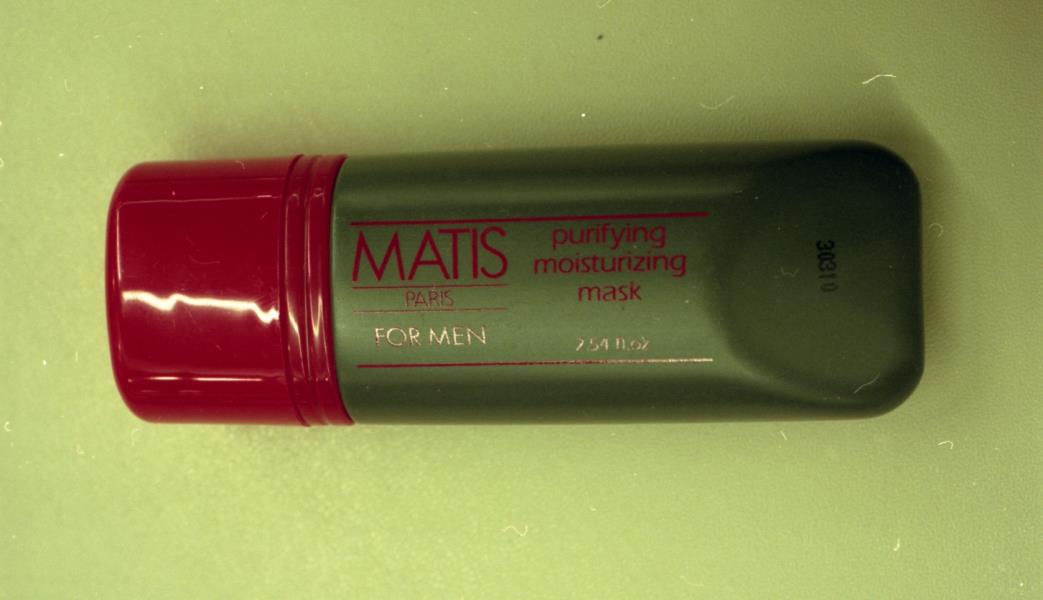 MATIS
PARIS
FOR MEN
purifying
moisturizing
mask
2.54 fl.oz
30310